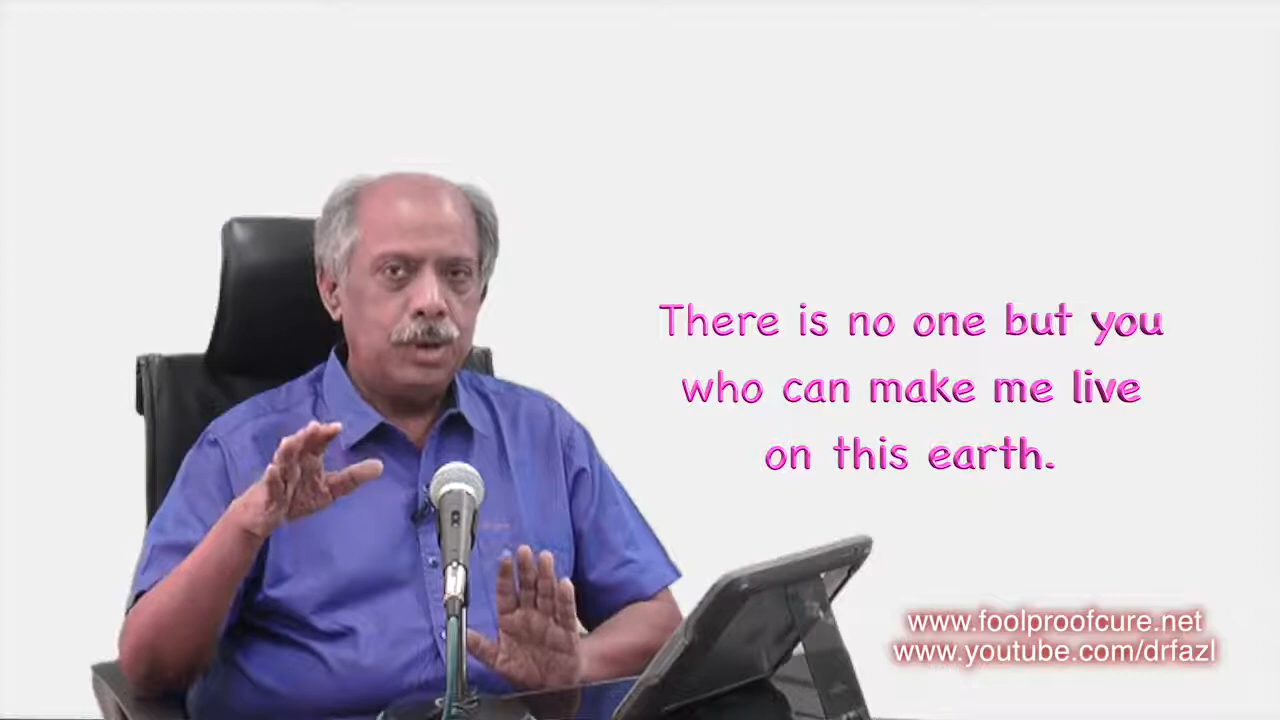 There is no one but you
who can make me live
on this earth.
www.foolproofcure.net
www.youtube.com/drfazl